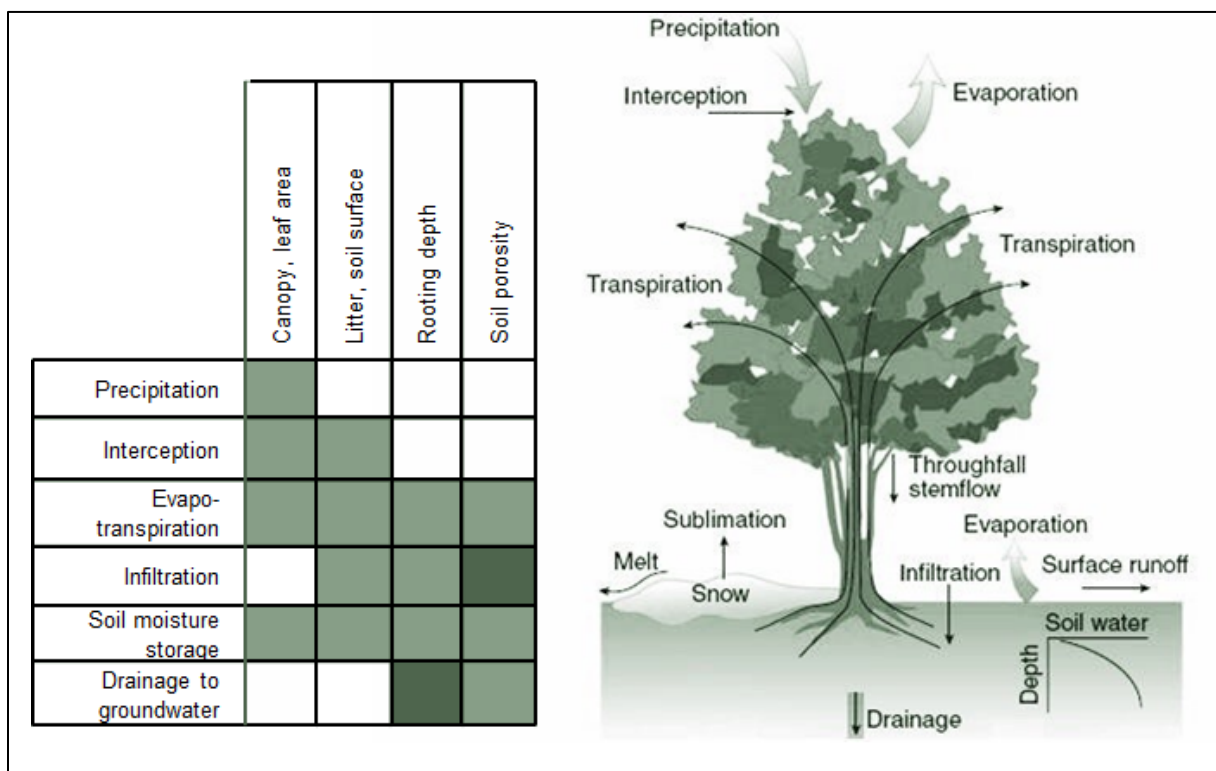 Canopy, leaf area
Litter, soil surface
Rooting depth
Soil porosity
Precipitation
Interception
Evapo-
transpiration
Infiltration
Soil moisture
storage
Drainage to
groundwater
Precipitation
Interception
Evaporation
Transpiration
Transpiration
Throughfall
stemflow
Sublimation
Evaporation
Melt
Snow
Infiltration
Surface runoff
Soil water
Depth
Drainage